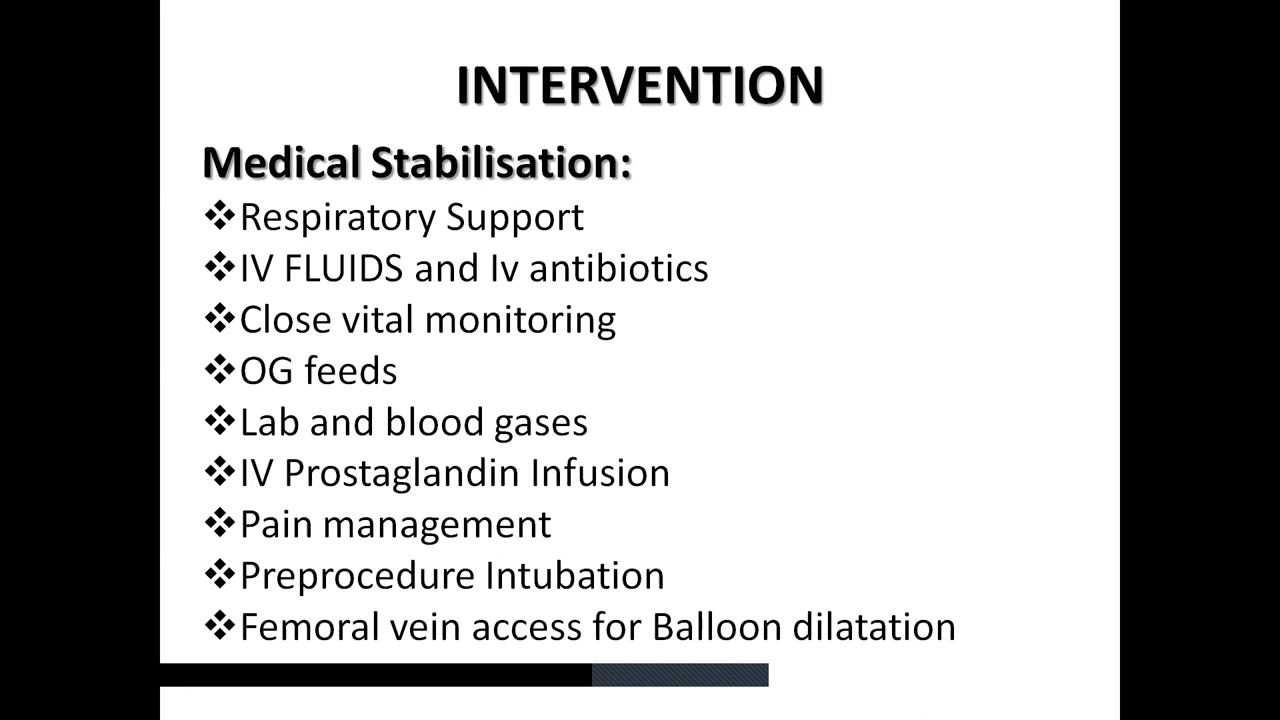 INTERVENTION
Medical Stabilisation:
❖Respiratory Support
❖IV FLUIDS and Iv antibiotics
❖Close vital monitoring
❖OG feeds
❖Lab and blood gases
❖IV Prostaglandin Infusion
❖Pain management
❖Preprocedure Intubation
❖Femoral vein access for Balloon dilatation